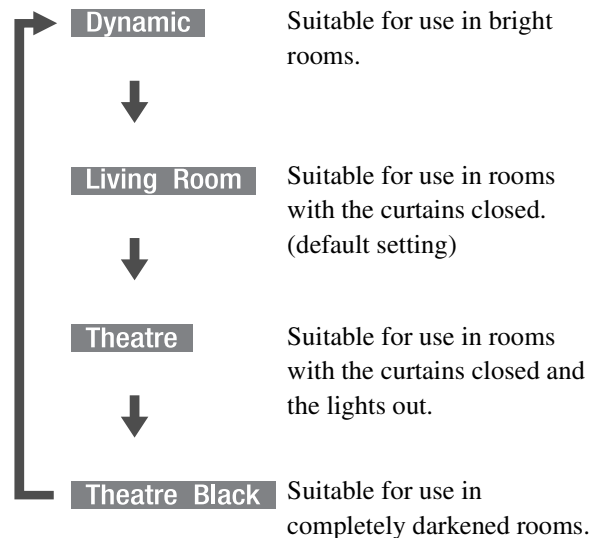 Dynamic Suitable for use in bright
rooms.
Living Room Suitable for use in rooms
with the curtains closed.
(default setting)
Theatre Suitable for use in rooms
with the curtains closed and
the lights out.
Theatre Black Suitable for use in
completely darkened rooms.